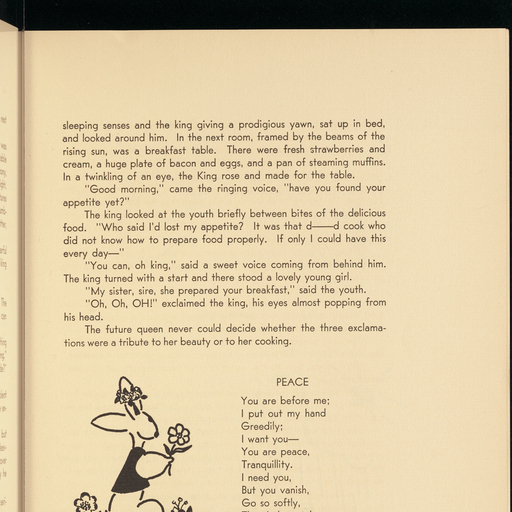 sleeping senses and the king giving a prodigious yawn, sat up in bed,
and looked around him. In the next room, framed by the beams of the
rising sun, was a breakfast table. There were fresh strawberries and
cream, a huge plate of bacon and eggs, and a pan of steaming muffins.
In a twinkling of an eye, the King rose and made for the table.
"Good morning," came the ringing voice, "have you found your
appetite yet?"
The king looked at the youth briefly between bites of the delicious
food. "Who said I'd lost my appetite? It was that d——d cook who
did not know how to prepare food properly. If only I could have this
every day—"
"You can, oh king," said a sweet voice coming from behind him.
The king turned with a start and there stood a lovely young girl.
"My sister, sire, she prepared your breakfast," said the youth.
"Oh, Oh, OH!" exclaimed the king, his eyes almost popping from
his head.
The future queen never could decide whether the three exclama-
tions were a tribute to her beauty or to her cooking.
PEACE
You are before me;
I put out my hand
Greedily;
I want you—
You are peace,
Tranquillity.
I need you,
But you vanish,
Go so softly,